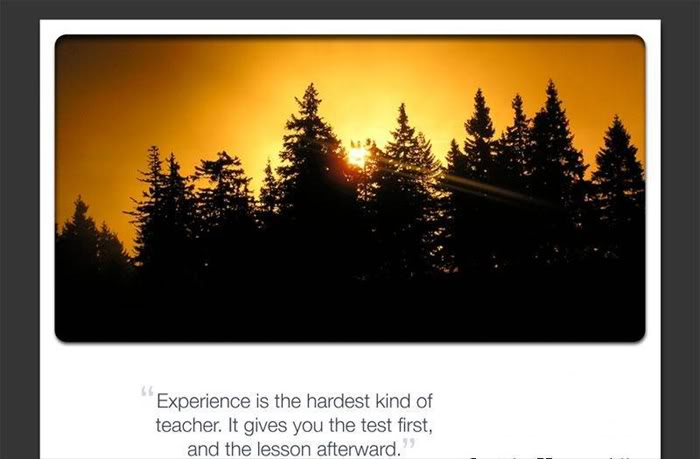 “Experience is the hardest kind of
teacher. It gives you the test first,
and the lesson afterward.”